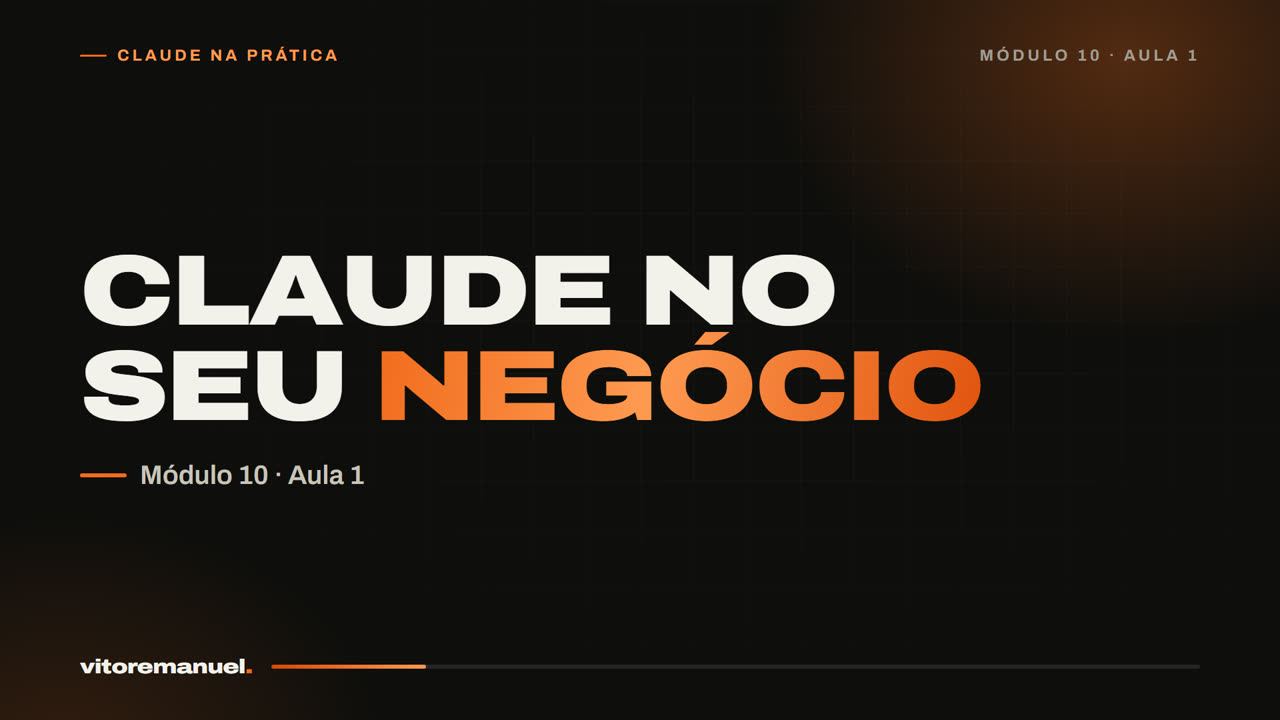 CLAUDE NA PRÁTICA
MÓDULO 10 · AULA 1
CLAUDE NO
SEU NEGÓCIO
Módulo 10 · Aula 1
vitoremanuel.